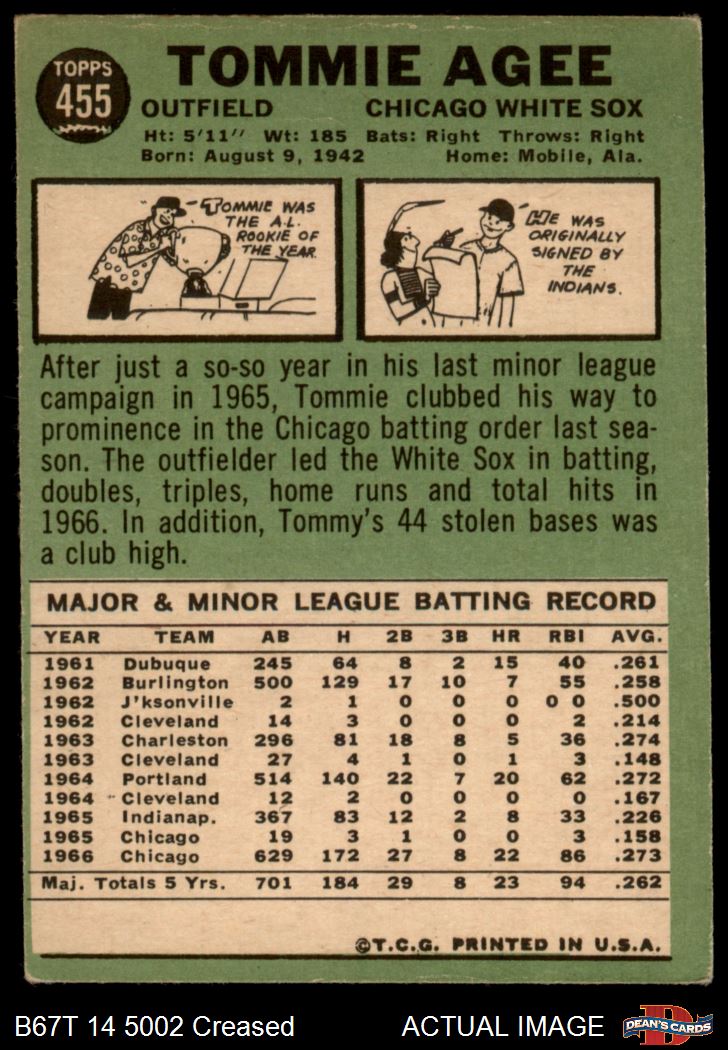 TOPPS
455
TOMMIE AGEE
OUTFIELD CHICAGO WHITE SOX
Ht: 5'11" Wt: 185 Bats: Right Throws: Right
Born: August 9, 1942 Home: Mobile, Ala.
TOMMIE WAS
THE A.L.
ROOKIE OF
THE YEAR
HE WAS
ORIGINALLY
SIGNED BY
THE
INDIANS.
After just a so-so year in his last minor league
campaign in 1965, Tommie clubbed his way to
prominence in the Chicago batting order last sea-
son. The outfielder led the White Sox in batting,
doubles, triples, home runs and total hits in
1966. In addition, Tommy's 44 stolen bases was
a club high.
MAJOR & MINOR LEAGUE BATTING RECORD
YEAR TEAM AB H 2B 3B HR RBI AVG.
1961 Dubuque 245 64 8 2 15 40 .261
1962 Burlington 500 129 17 10 7 55 .258
1962 J'ksonville 2 1 0 0 0 0 0 .500
1962 Cleveland 14 3 0 0 0 2 .214
1963 Charleston 296 81 18 8 5 36 .274
1963 Cleveland 27 4 1 0 1 3 .148
1964 Portland 514 140 22 7 20 62 .272
1964 Cleveland 12 2 0 0 0 0 .167
1965 Indianap. 367 83 12 2 8 33 .226
1965 Chicago 19 3 1 0 0 3 .158
1966 Chicago 629 172 27 8 22 86 .273
Maj. Totals 5 Yrs. 701 184 29 8 23 94 .262
©T.C.G. PRINTED IN U.S.A.
B67T 14 5002 Creased ACTUAL IMAGE
DEAN'S CARDS